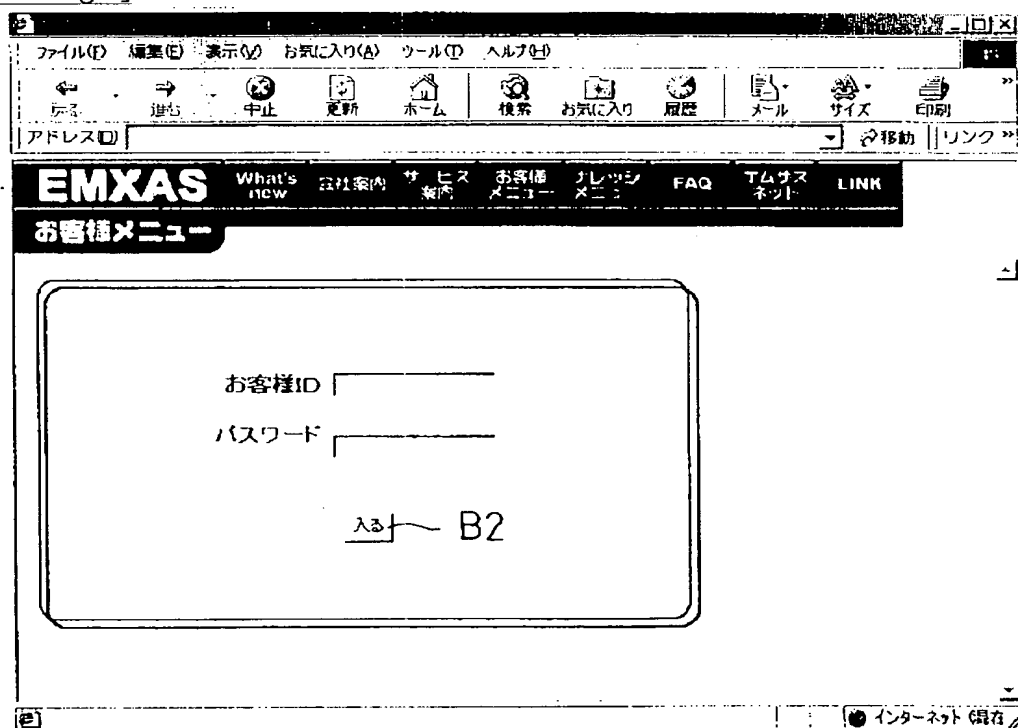 ファイル(F) 編集(E) 表示(V) お気に入り(A) ツール(T) ヘルプ(H)
戻る 進む 中止 更新 ホーム 検索 お気に入り 履歴 メール サイズ 印刷 »
アドレス(D) 移動 リンク »
EMXAS What's new 会社案内 サービス案内 お客様メニュー ナレッジメニュー FAQ エムサスネット LINK
お客様メニュー
お客様ID
パスワード
入る B2
インターネット (混在